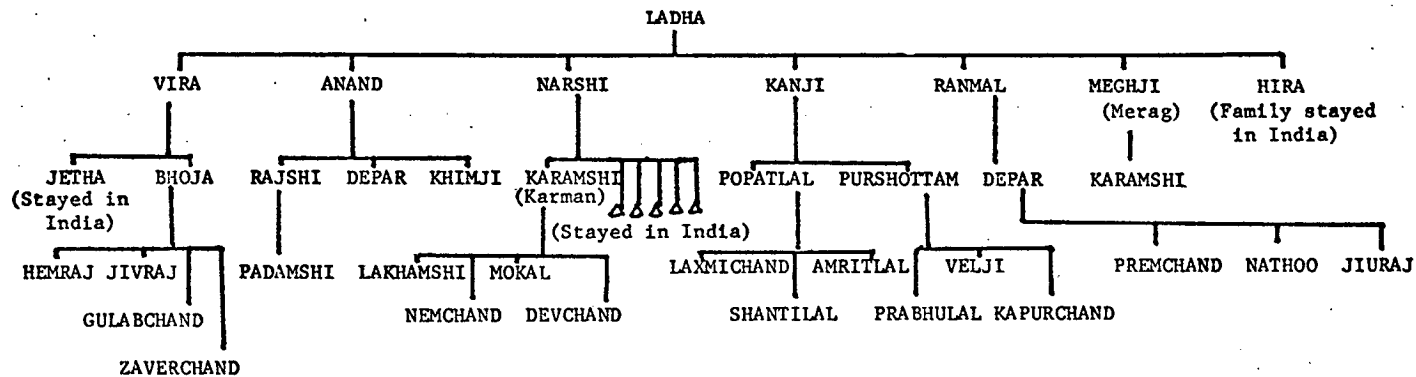 LADHA
VIRA ANAND NARSHI KANJI RANMAL MEGHJI HIRA
(Merag) (Family stayed
in India)
JETHA BHOJA RAJSHI DEPAR KHIMJI KARAMSHI POPATLAL PURSHOTTAM DEPAR KARAMSHI
(Stayed in (Karman)
India) (Stayed in India)
HEMRAJ JIVRAJ PADAMSHI LAKHAMSHI MOKAL LAXMICHAND AMRITLAL VELJI PREMCHAND NATHOO JIURAJ
GULABCHAND NEMCHAND DEVCHAND SHANTILAL PRABHULAL KAPURCHAND
ZAVERCHAND